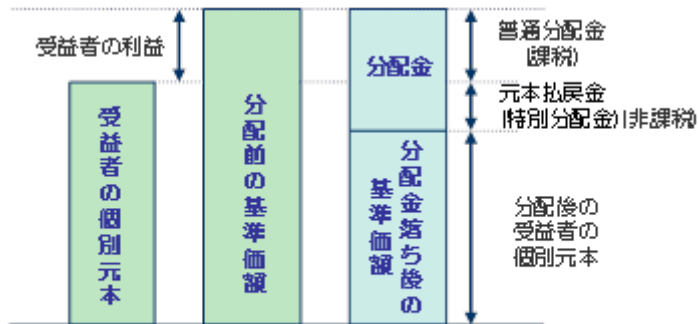 受益者の利益
受益者の個別元本
分配前の基準価額
分配金
分配金落ち後の
基準価額
普通分配金
(課税)
元本払戻金
(特別分配金)(非課税)
分配後の
受益者の
個別元本